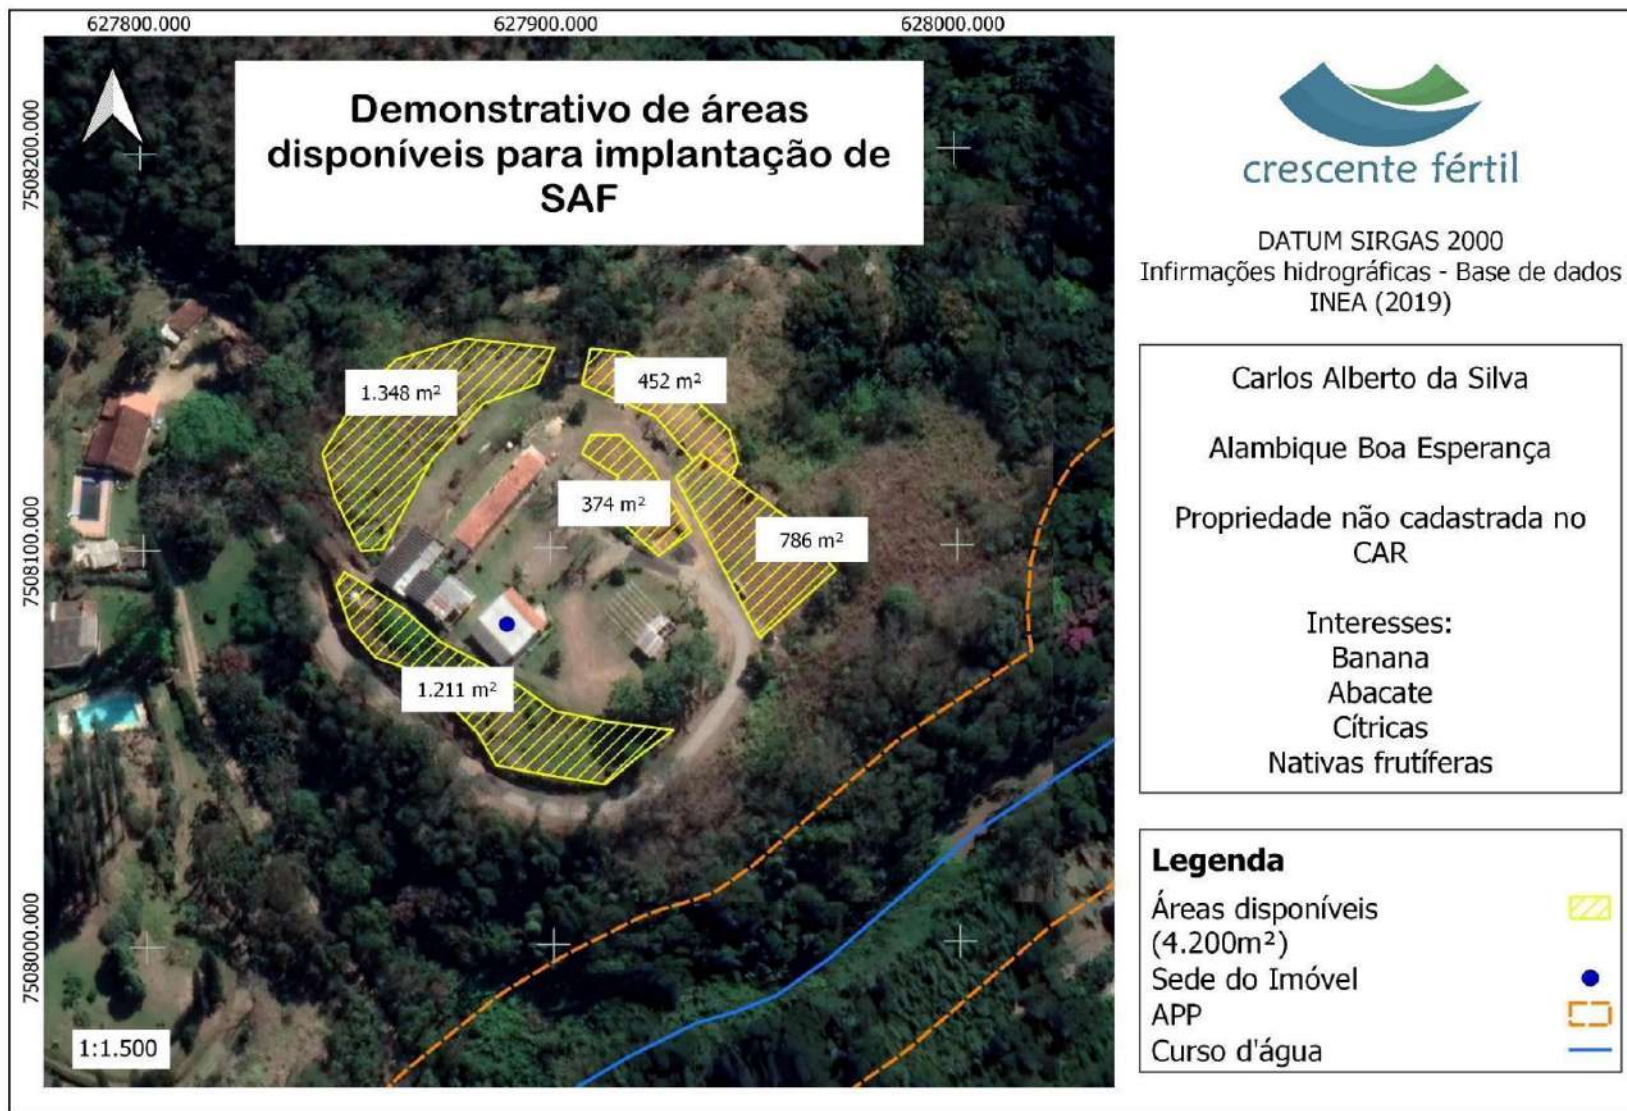 627800.000
627900.000
628000.000
7508200.000
7508100.000
7508000.000
Demonstrativo de áreas
disponíveis para implantação de
SAF
1.348 m²
452 m²
374 m²
786 m²
1.211 m²
1:1.500
crescente fértil
DATUM SIRGAS 2000
Infirmações hidrográficas - Base de dados
INEA (2019)
Carlos Alberto da Silva
Alambique Boa Esperança
Propriedade não cadastrada no
CAR
Interesses:
Banana
Abacate
Cítricas
Nativas frutíferas
Legenda
Áreas disponíveis
(4.200m²)
Sede do Imóvel
APP
Curso d'água